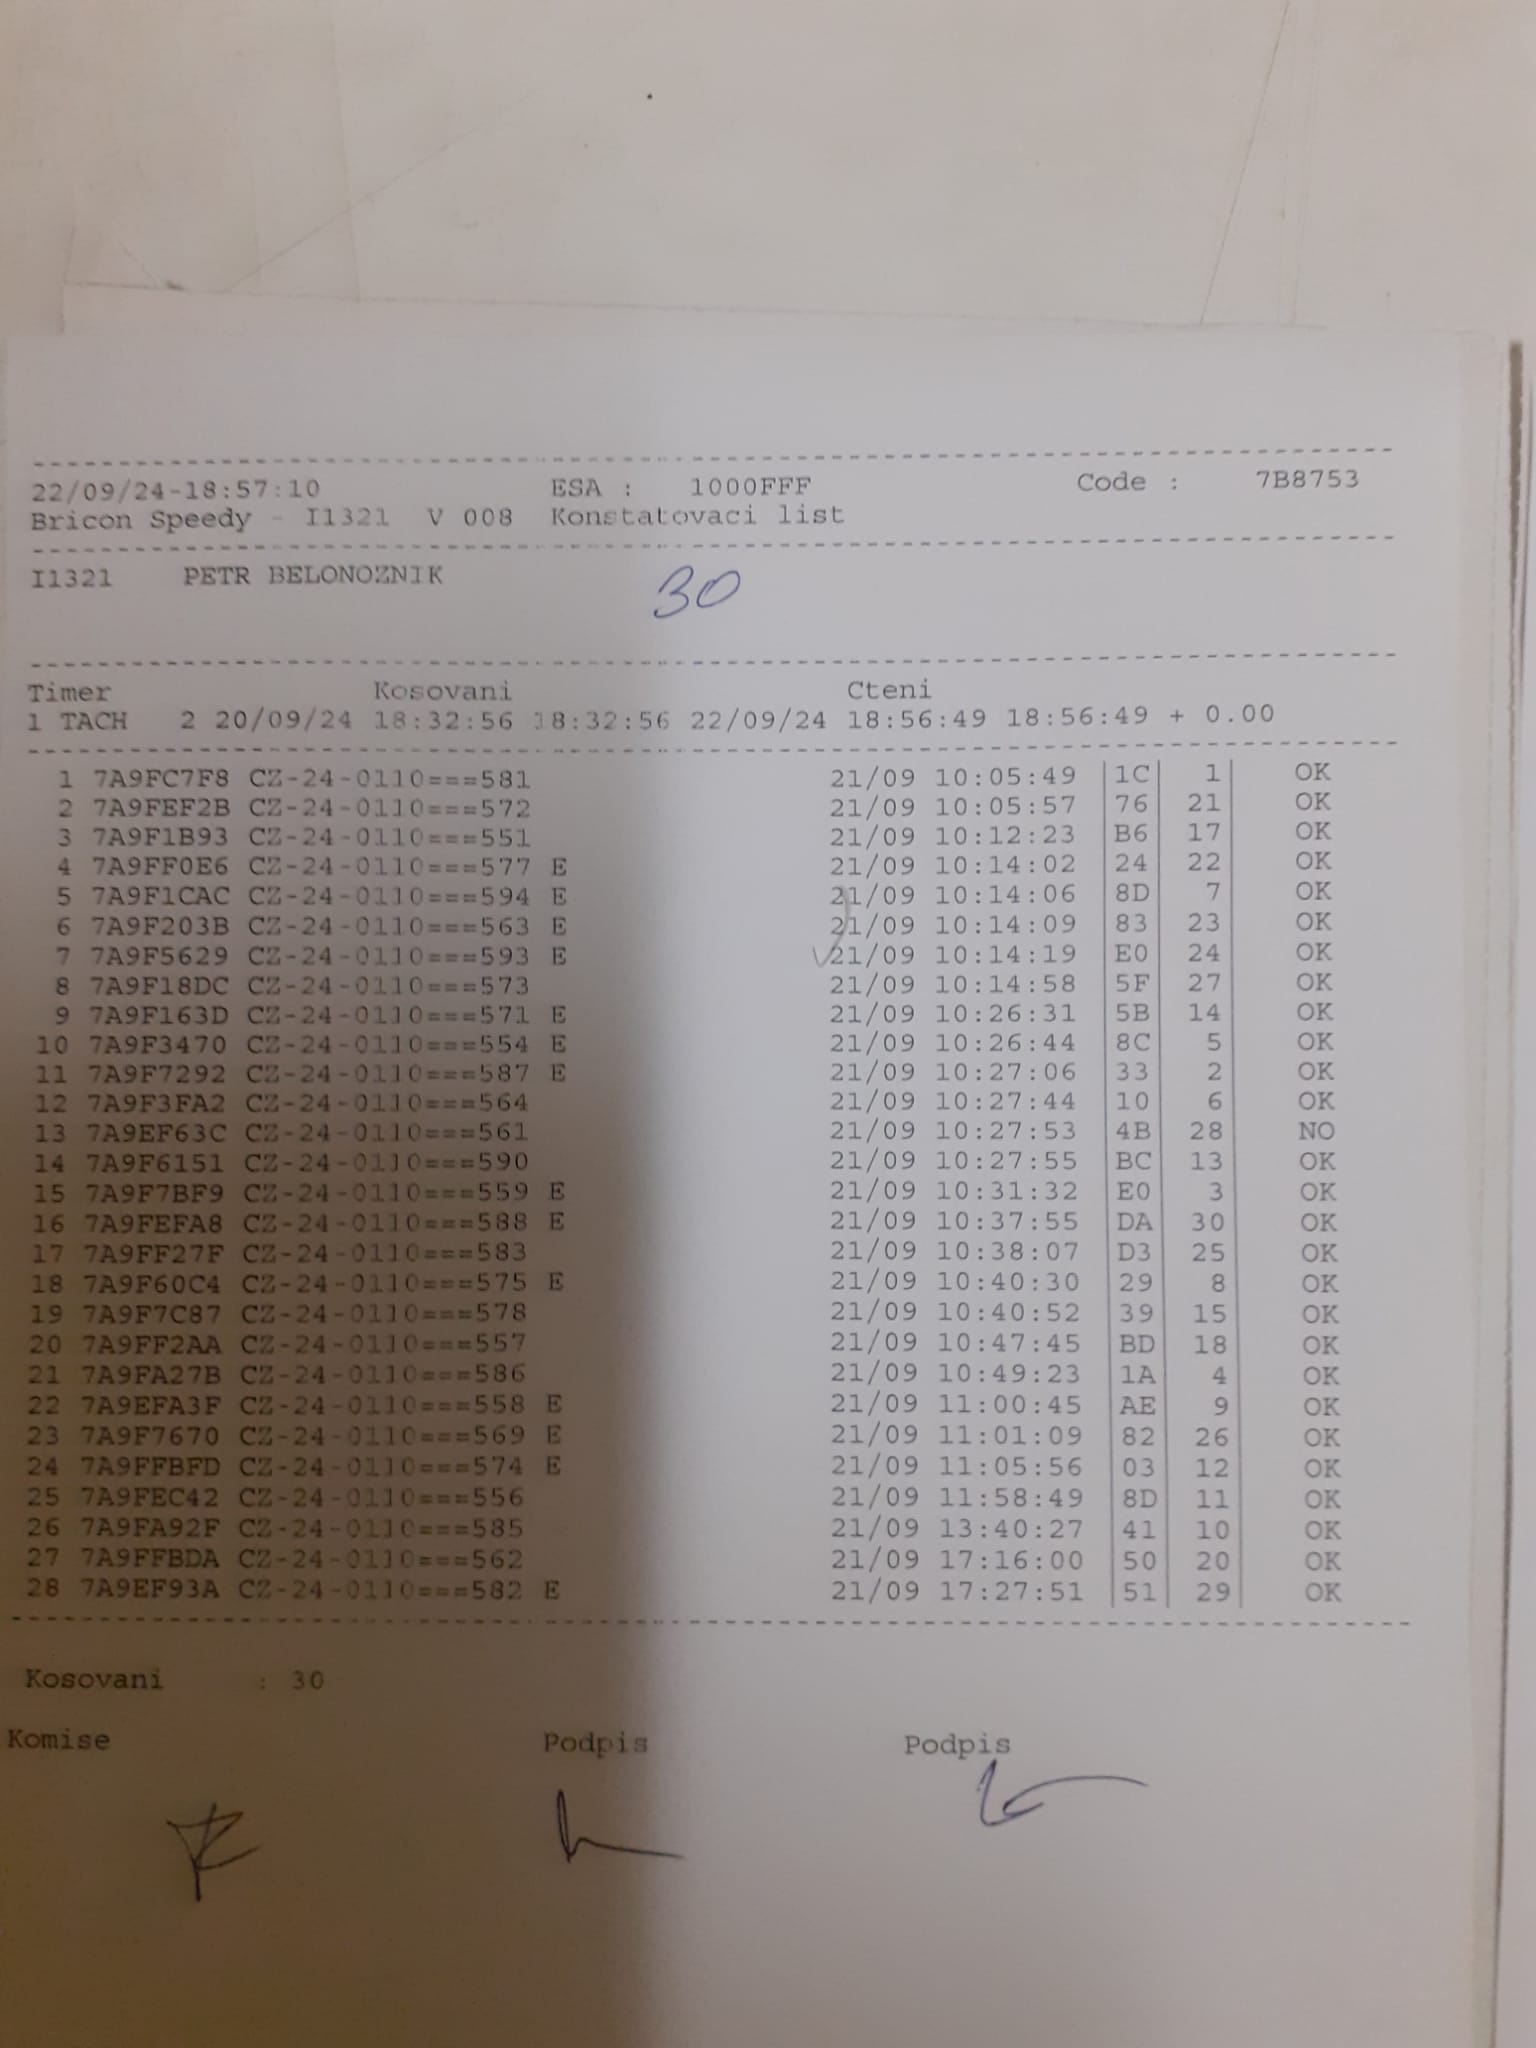 22/09/24-18:57:10 ESA : 1000FFF Code : 7B8753
Bricon Speedy - I1321 V 008 Konstatovaci list
I1321 PETR BELONOZNIK 30
Timer Kosovani Cteni
1 TACH 2 20/09/24 18:32:56 18:32:56 22/09/24 18:56:49 18:56:49 + 0.00
1 7A9FC7F8 CZ-24-0110===581 21/09 10:05:49 1C 1 OK
2 7A9FEF2B CZ-24-0110===572 21/09 10:05:57 76 21 OK
3 7A9F1B93 CZ-24-0110===551 21/09 10:12:23 B6 17 OK
4 7A9FF0E6 CZ-24-0110===577 E 21/09 10:14:02 24 22 OK
5 7A9F1CAC CZ-24-0110===594 E 21/09 10:14:06 8D 7 OK
6 7A9F203B CZ-24-0110===563 E 21/09 10:14:09 83 23 OK
7 7A9F5629 CZ-24-0110===593 E 21/09 10:14:19 E0 24 OK
8 7A9F18DC CZ-24-0110===573 21/09 10:14:58 5F 27 OK
9 7A9F163D CZ-24-0110===571 E 21/09 10:26:31 5B 14 OK
10 7A9F3470 CZ-24-0110===554 E 21/09 10:26:44 8C 5 OK
11 7A9F7292 CZ-24-0110===587 E 21/09 10:27:06 33 2 OK
12 7A9F3FA2 CZ-24-0110===564 21/09 10:27:44 10 6 OK
13 7A9EF63C CZ-24-0110===561 21/09 10:27:53 4B 28 NO
14 7A9F6151 CZ-24-0110===590 21/09 10:27:55 BC 13 OK
15 7A9F7BF9 CZ-24-0110===559 E 21/09 10:31:32 E0 3 OK
16 7A9FEFA8 CZ-24-0110===588 E 21/09 10:37:55 DA 30 OK
17 7A9FF27F CZ-24-0110===583 21/09 10:38:07 D3 25 OK
18 7A9F60C4 CZ-24-0110===575 E 21/09 10:40:30 29 8 OK
19 7A9F7C87 CZ-24-0110===578 21/09 10:40:52 39 15 OK
20 7A9FF2AA CZ-24-0110===557 21/09 10:47:45 BD 18 OK
21 7A9FA27B CZ-24-0110===586 21/09 10:49:23 1A 4 OK
22 7A9EFA3F CZ-24-0110===558 E 21/09 11:00:45 AE 9 OK
23 7A9F7670 CZ-24-0110===569 E 21/09 11:01:09 82 26 OK
24 7A9FFBFD CZ-24-0110===574 E 21/09 11:05:56 03 12 OK
25 7A9FEC42 CZ-24-0110===556 21/09 11:58:49 8D 11 OK
26 7A9FA92F CZ-24-0110===585 21/09 13:40:27 41 10 OK
27 7A9FFBDA CZ-24-0110===562 21/09 17:16:00 50 20 OK
28 7A9EF93A CZ-24-0110===582 E 21/09 17:27:51 51 29 OK
Kosovani : 30
Komise Podpis Podpis